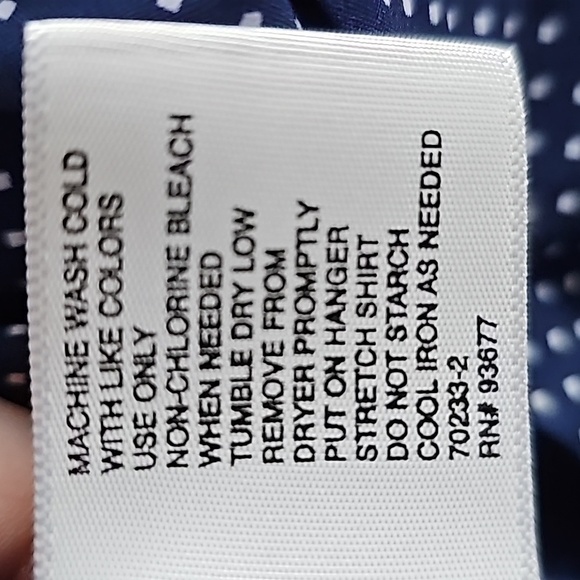 MACHINE WASH COLD
WITH LIKE COLORS
USE ONLY
NON-CHLORINE BLEACH
WHEN NEEDED
TUMBLE DRY LOW
REMOVE FROM
DRYER PROMPTLY
PUT ON HANGER
STRETCH SHIRT
DO NOT STARCH
COOL IRON AS NEEDED
70233-2
RN# 93677